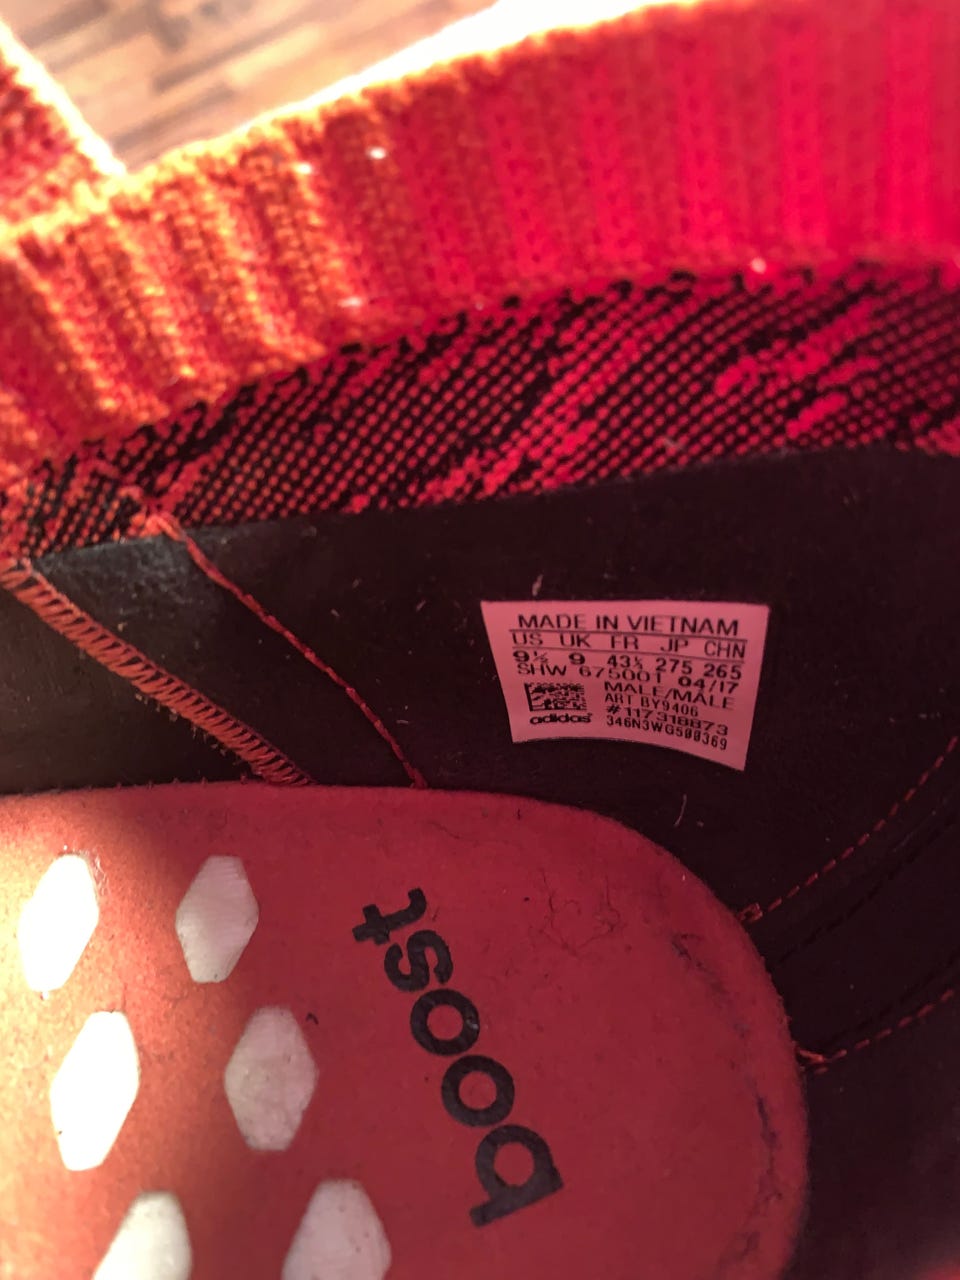 MADE IN VIETNAM
US UK FR JP CHN
9½ 9 43⅓ 275 265
SHW 675001 04/17
MALE/MÂLE
ART BY9406
#117318873
adidas 346N3WG500369
boost